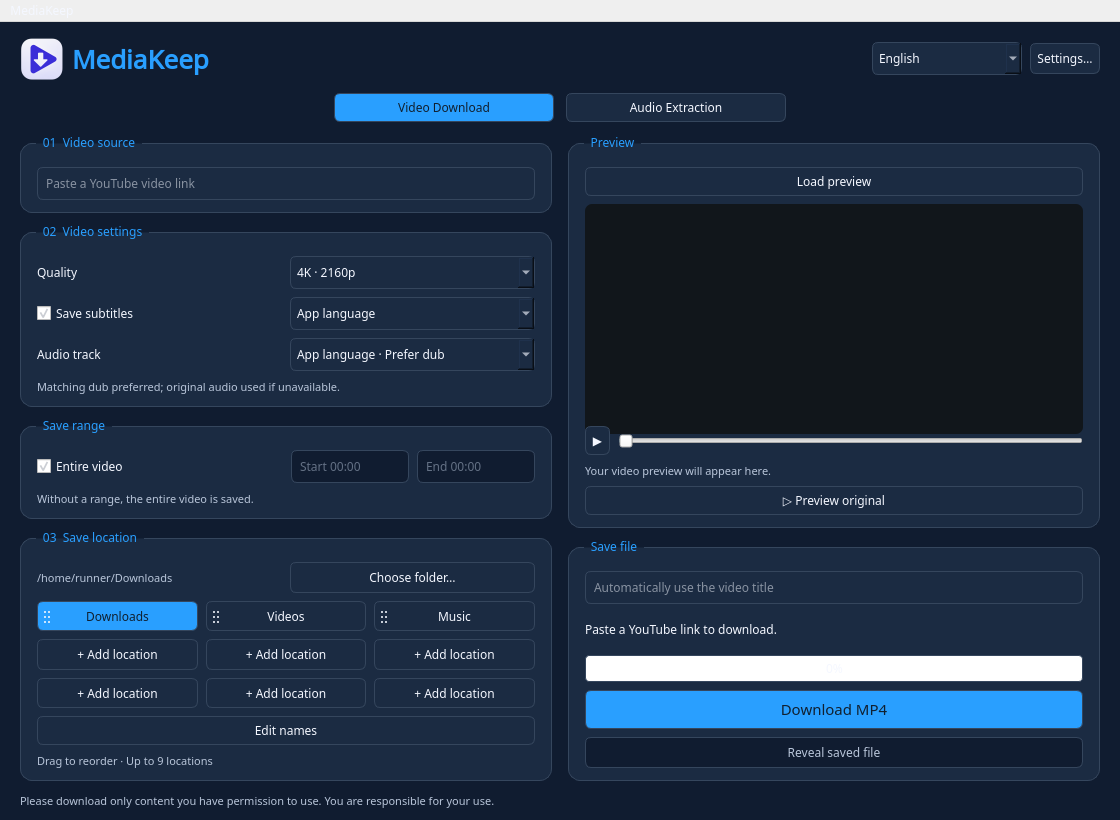 MediaKeep
MediaKeep
English
Settings...
Video Download
Audio Extraction
01 Video source
Paste a YouTube video link
02 Video settings
Quality
4K · 2160p
Save subtitles
App language
Audio track
App language · Prefer dub
Matching dub preferred; original audio used if unavailable.
Save range
Entire video
Start 00:00
End 00:00
Without a range, the entire video is saved.
03 Save location
/home/runner/Downloads
Choose folder...
Downloads
Videos
Music
+ Add location
+ Add location
+ Add location
+ Add location
+ Add location
+ Add location
Edit names
Drag to reorder · Up to 9 locations
Preview
Load preview
Your video preview will appear here.
▷ Preview original
Save file
Automatically use the video title
Paste a YouTube link to download.
Download MP4
Reveal saved file
Please download only content you have permission to use. You are responsible for your use.